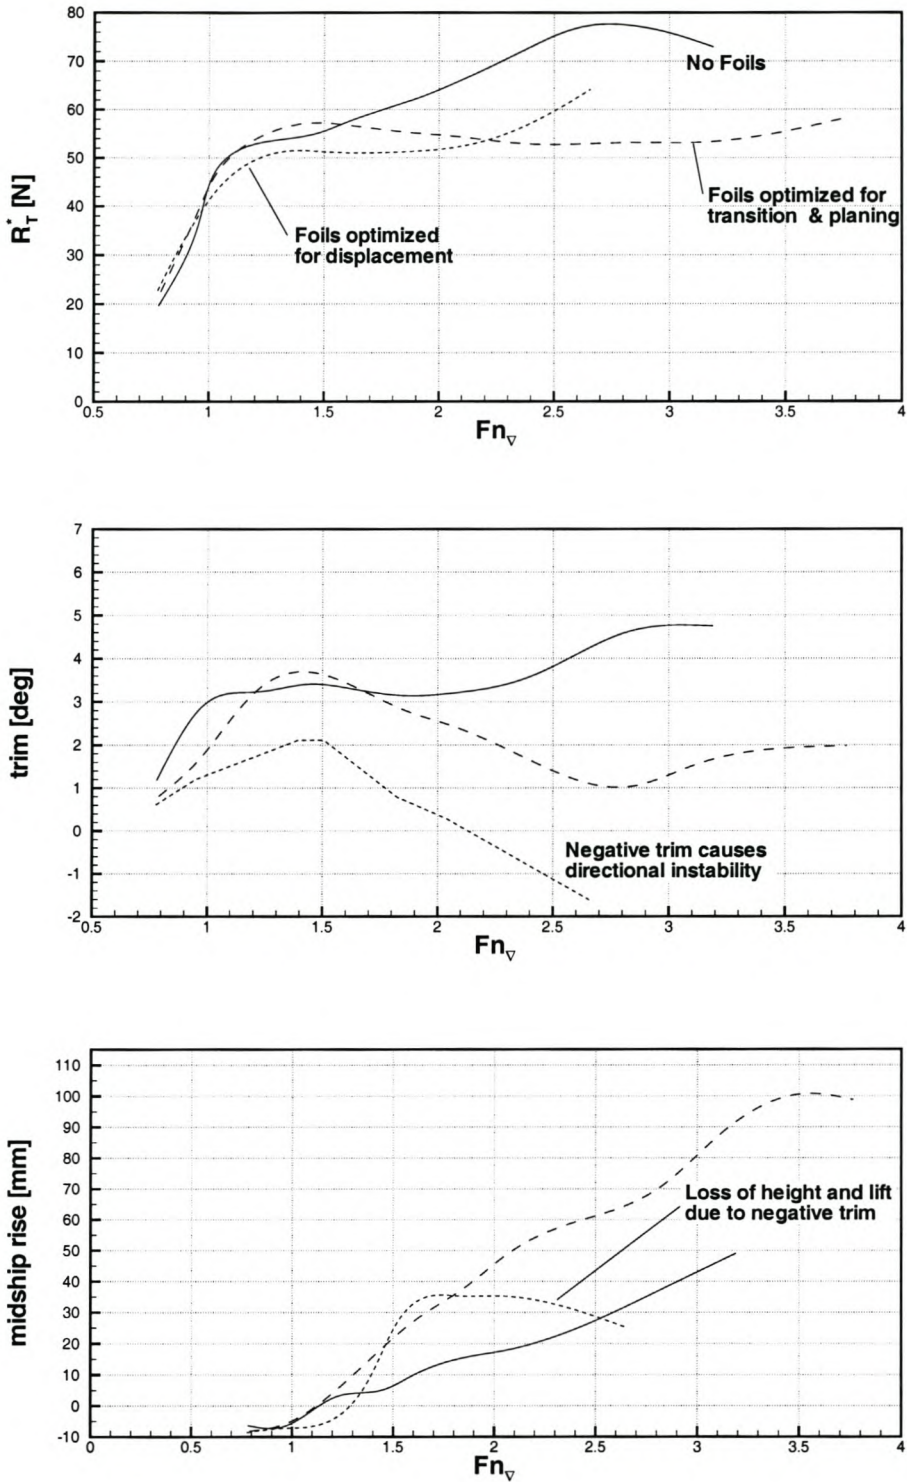 80
70
60
50
40
30
20
10
0
R*T [N]
No Foils
Foils optimized for
transition & planing
Foils optimized
for displacement
0.5 1 1.5 2 2.5 3 3.5 4
Fn∇
7
6
5
4
3
2
1
0
-1
-2
trim [deg]
Negative trim causes
directional instability
0.5 1 1.5 2 2.5 3 3.5 4
Fn∇
110
100
90
80
70
60
50
40
30
20
10
0
-10
midship rise [mm]
Loss of height and lift
due to negative trim
0 0.5 1 1.5 2 2.5 3 3.5 4
Fn∇